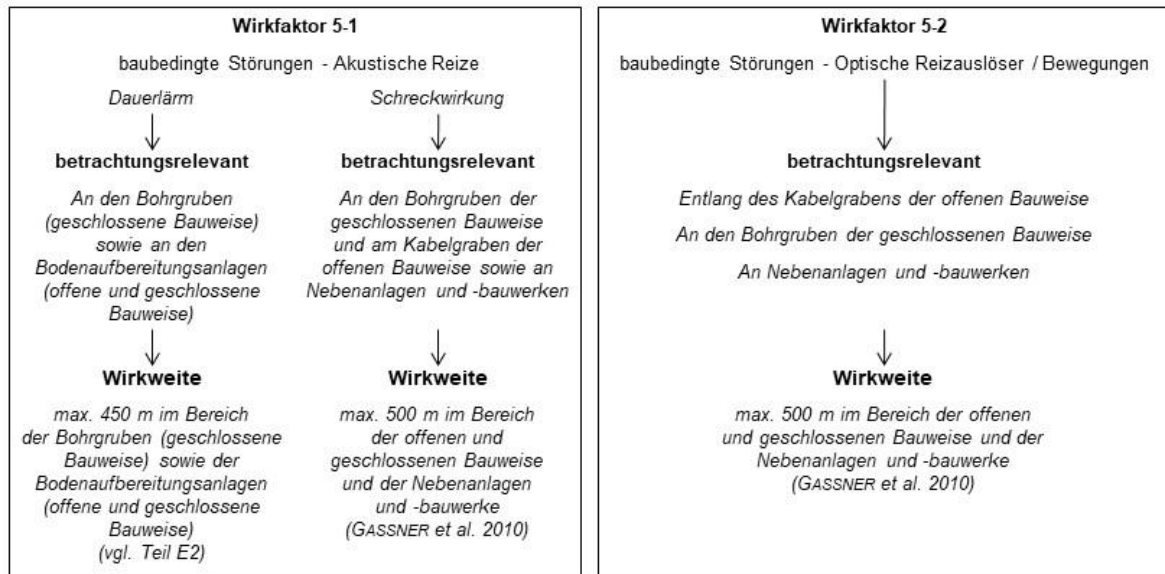 Wirkfaktor 5-1
baubedingte Störungen - Akustische Reize
Dauerlärm
betrachtungsrelevant
An den Bohrgruben
(geschlossene Bauweise)
sowie an den
Bodenaufbereitungsanlagen
(offene und geschlossene
Bauweise)
Wirkweite
max. 450 m im Bereich
der Bohrgruben (geschlossene
Bauweise) sowie der
Bodenaufbereitungsanlagen
(offene und geschlossene
Bauweise)
(vgl. Teil E2)
Schreckwirkung
betrachtungsrelevant
An den Bohrgruben der
geschlossenen Bauweise
und am Kabelgraben der
offenen Bauweise sowie an
Nebenanlagen und -bauwerken
Wirkweite
max. 500 m im Bereich
der offenen und
geschlossenen Bauweise
und der Nebenanlagen
und -bauwerke
(GASSNER et al. 2010)
Wirkfaktor 5-2
baubedingte Störungen - Optische Reizauslöser / Bewegungen
betrachtungsrelevant
Entlang des Kabelgrabens der offenen Bauweise
An den Bohrgruben der geschlossenen Bauweise
An Nebenanlagen und -bauwerken
Wirkweite
max. 500 m im Bereich der offenen
und geschlossenen Bauweise und der
Nebenanlagen und -bauwerke
(GASSNER et al. 2010)